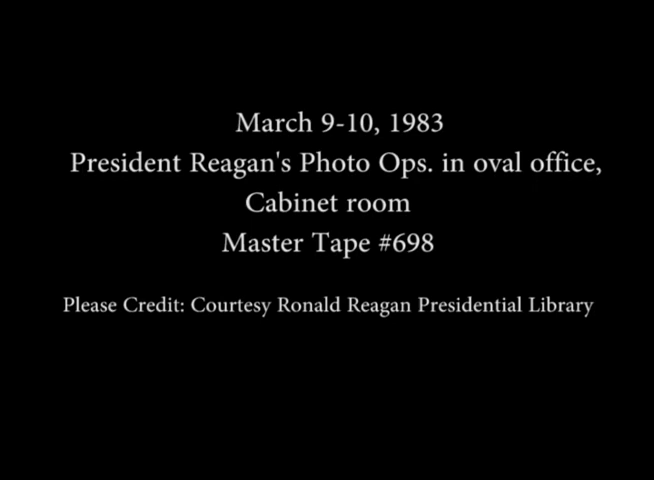 March 9-10, 1983
President Reagan's Photo Ops. in oval office,
Cabinet room
Master Tape #698
Please Credit: Courtesy Ronald Reagan Presidential Library